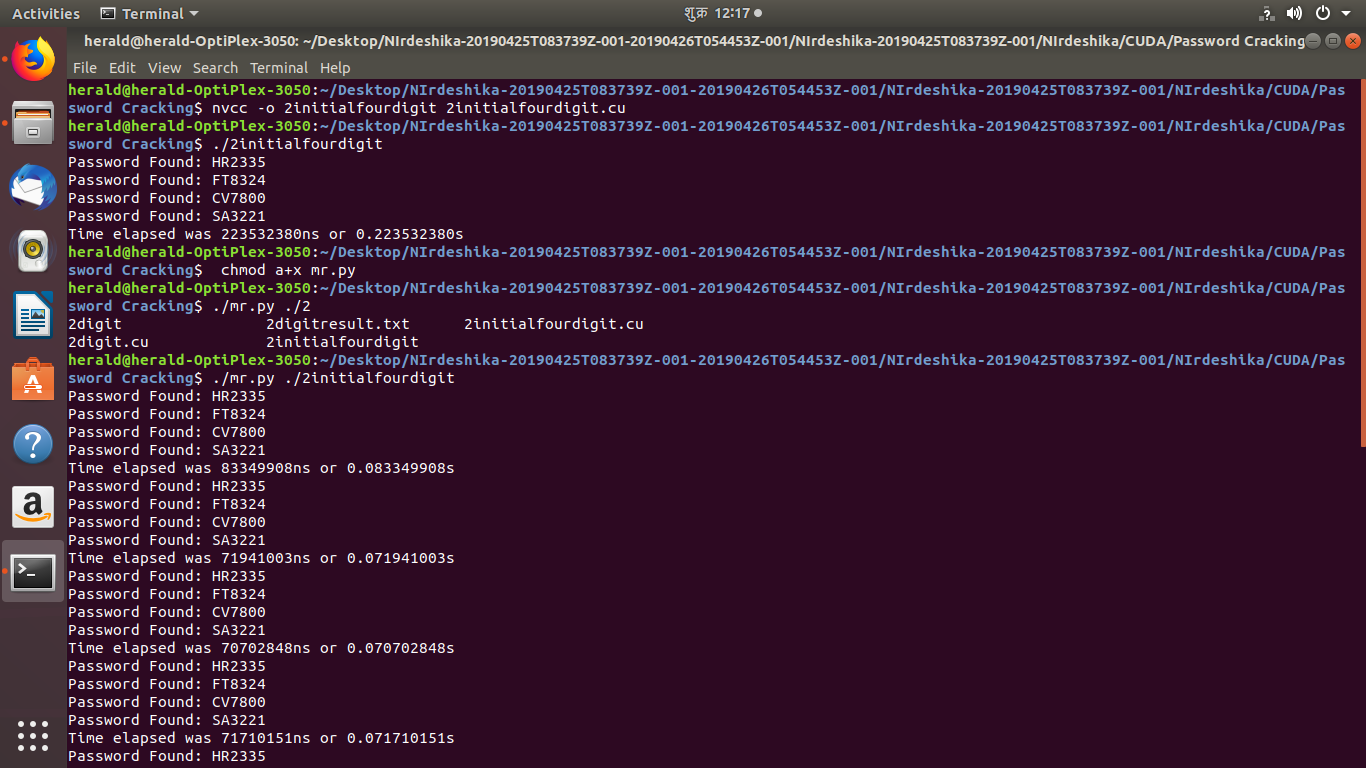 Activities Terminal शुक्र 12:17
herald@herald-OptiPlex-3050: ~/Desktop/NIrdeshika-20190425T083739Z-001-20190426T054453Z-001/NIrdeshika-20190425T083739Z-001/NIrdeshika/CUDA/Password Cracking
File Edit View Search Terminal Help
herald@herald-OptiPlex-3050:~/Desktop/NIrdeshika-20190425T083739Z-001-20190426T054453Z-001/NIrdeshika-20190425T083739Z-001/NIrdeshika/CUDA/Pas
sword Cracking$ nvcc -o 2initialfourdigit 2initialfourdigit.cu
herald@herald-OptiPlex-3050:~/Desktop/NIrdeshika-20190425T083739Z-001-20190426T054453Z-001/NIrdeshika-20190425T083739Z-001/NIrdeshika/CUDA/Pas
sword Cracking$ ./2initialfourdigit
Password Found: HR2335
Password Found: FT8324
Password Found: CV7800
Password Found: SA3221
Time elapsed was 223532380ns or 0.223532380s
herald@herald-OptiPlex-3050:~/Desktop/NIrdeshika-20190425T083739Z-001-20190426T054453Z-001/NIrdeshika-20190425T083739Z-001/NIrdeshika/CUDA/Pas
sword Cracking$  chmod a+x mr.py
herald@herald-OptiPlex-3050:~/Desktop/NIrdeshika-20190425T083739Z-001-20190426T054453Z-001/NIrdeshika-20190425T083739Z-001/NIrdeshika/CUDA/Pas
sword Cracking$ ./mr.py ./2
2digit 2digitresult.txt 2initialfourdigit.cu
2digit.cu 2initialfourdigit
herald@herald-OptiPlex-3050:~/Desktop/NIrdeshika-20190425T083739Z-001-20190426T054453Z-001/NIrdeshika-20190425T083739Z-001/NIrdeshika/CUDA/Pas
sword Cracking$ ./mr.py ./2initialfourdigit
Password Found: HR2335
Password Found: FT8324
Password Found: CV7800
Password Found: SA3221
Time elapsed was 83349908ns or 0.083349908s
Password Found: HR2335
Password Found: FT8324
Password Found: CV7800
Password Found: SA3221
Time elapsed was 71941003ns or 0.071941003s
Password Found: HR2335
Password Found: FT8324
Password Found: CV7800
Password Found: SA3221
Time elapsed was 70702848ns or 0.070702848s
Password Found: HR2335
Password Found: FT8324
Password Found: CV7800
Password Found: SA3221
Time elapsed was 71710151ns or 0.071710151s
Password Found: HR2335